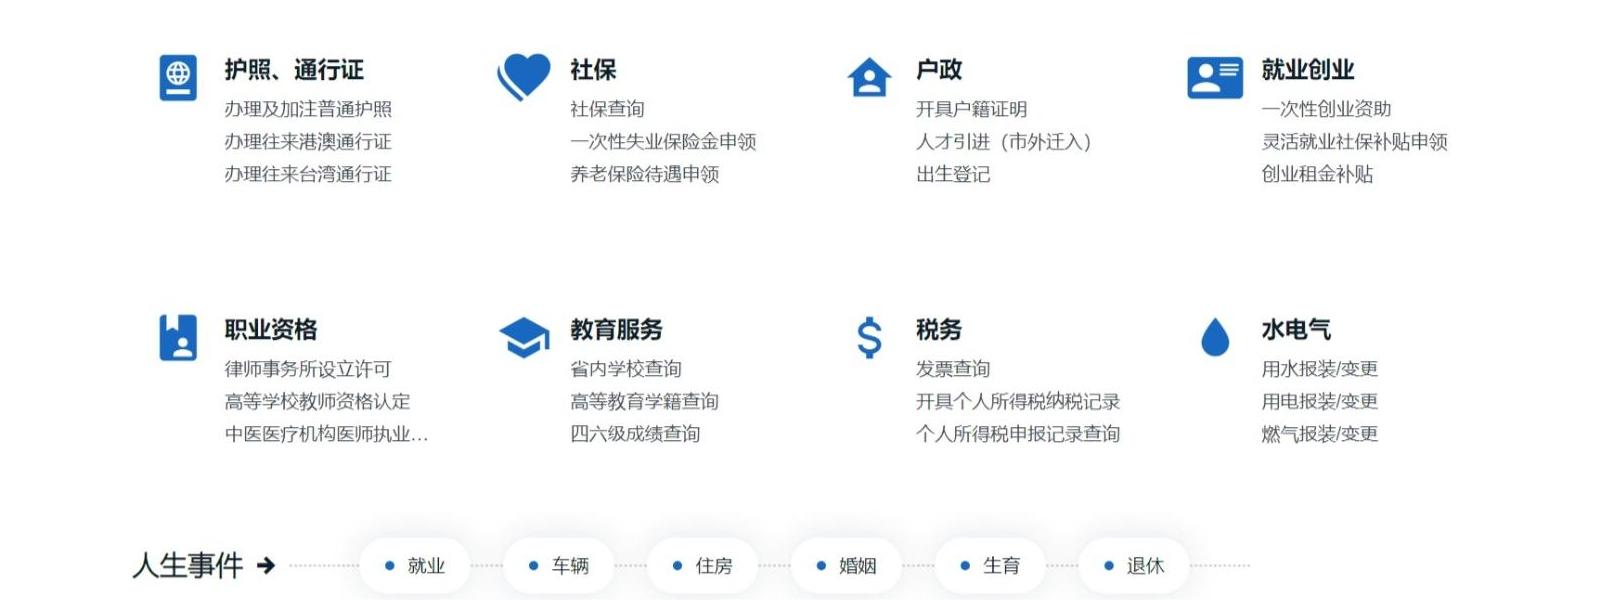 护照、通行证
办理及加注普通护照
办理往来港澳通行证
办理往来台湾通行证
社保
社保查询
一次性失业保险金申领
养老保险待遇申领
户政
开具户籍证明
人才引进（市外迁入）
出生登记
就业创业
一次性创业资助
灵活就业社保补贴申领
创业租金补贴
职业资格
律师事务所设立许可
高等学校教师资格认定
中医医疗机构医师执业…
教育服务
省内学校查询
高等教育学籍查询
四六级成绩查询
税务
发票查询
开具个人所得税纳税记录
个人所得税申报记录查询
水电气
用水报装/变更
用电报装/变更
燃气报装/变更
人生事件 → 就业 车辆 住房 婚姻 生育 退休